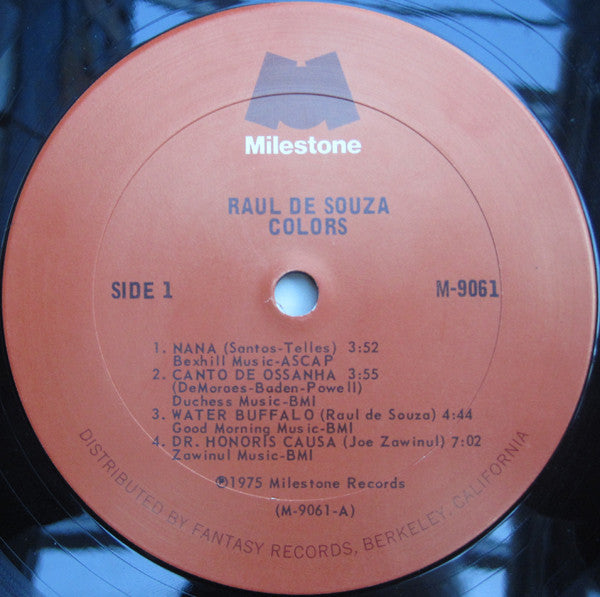 Milestone
RAUL DE SOUZA
COLORS
SIDE 1
M-9061
1. NANA (Santos-Telles) 3:52
Bexhill Music-ASCAP
2. CANTO DE OSSANHA 3:55
(DeMoraes-Baden-Powell)
Duchess Music-BMI
3. WATER BUFFALO (Raul de Souza) 4:44
Good Morning Music-BMI
4. DR. HONORIS CAUSA (Joe Zawinul) 7:02
Zawinul Music-BMI
℗1975 Milestone Records
(M-9061-A)
DISTRIBUTED BY FANTASY RECORDS, BERKELEY, CALIFORNIA